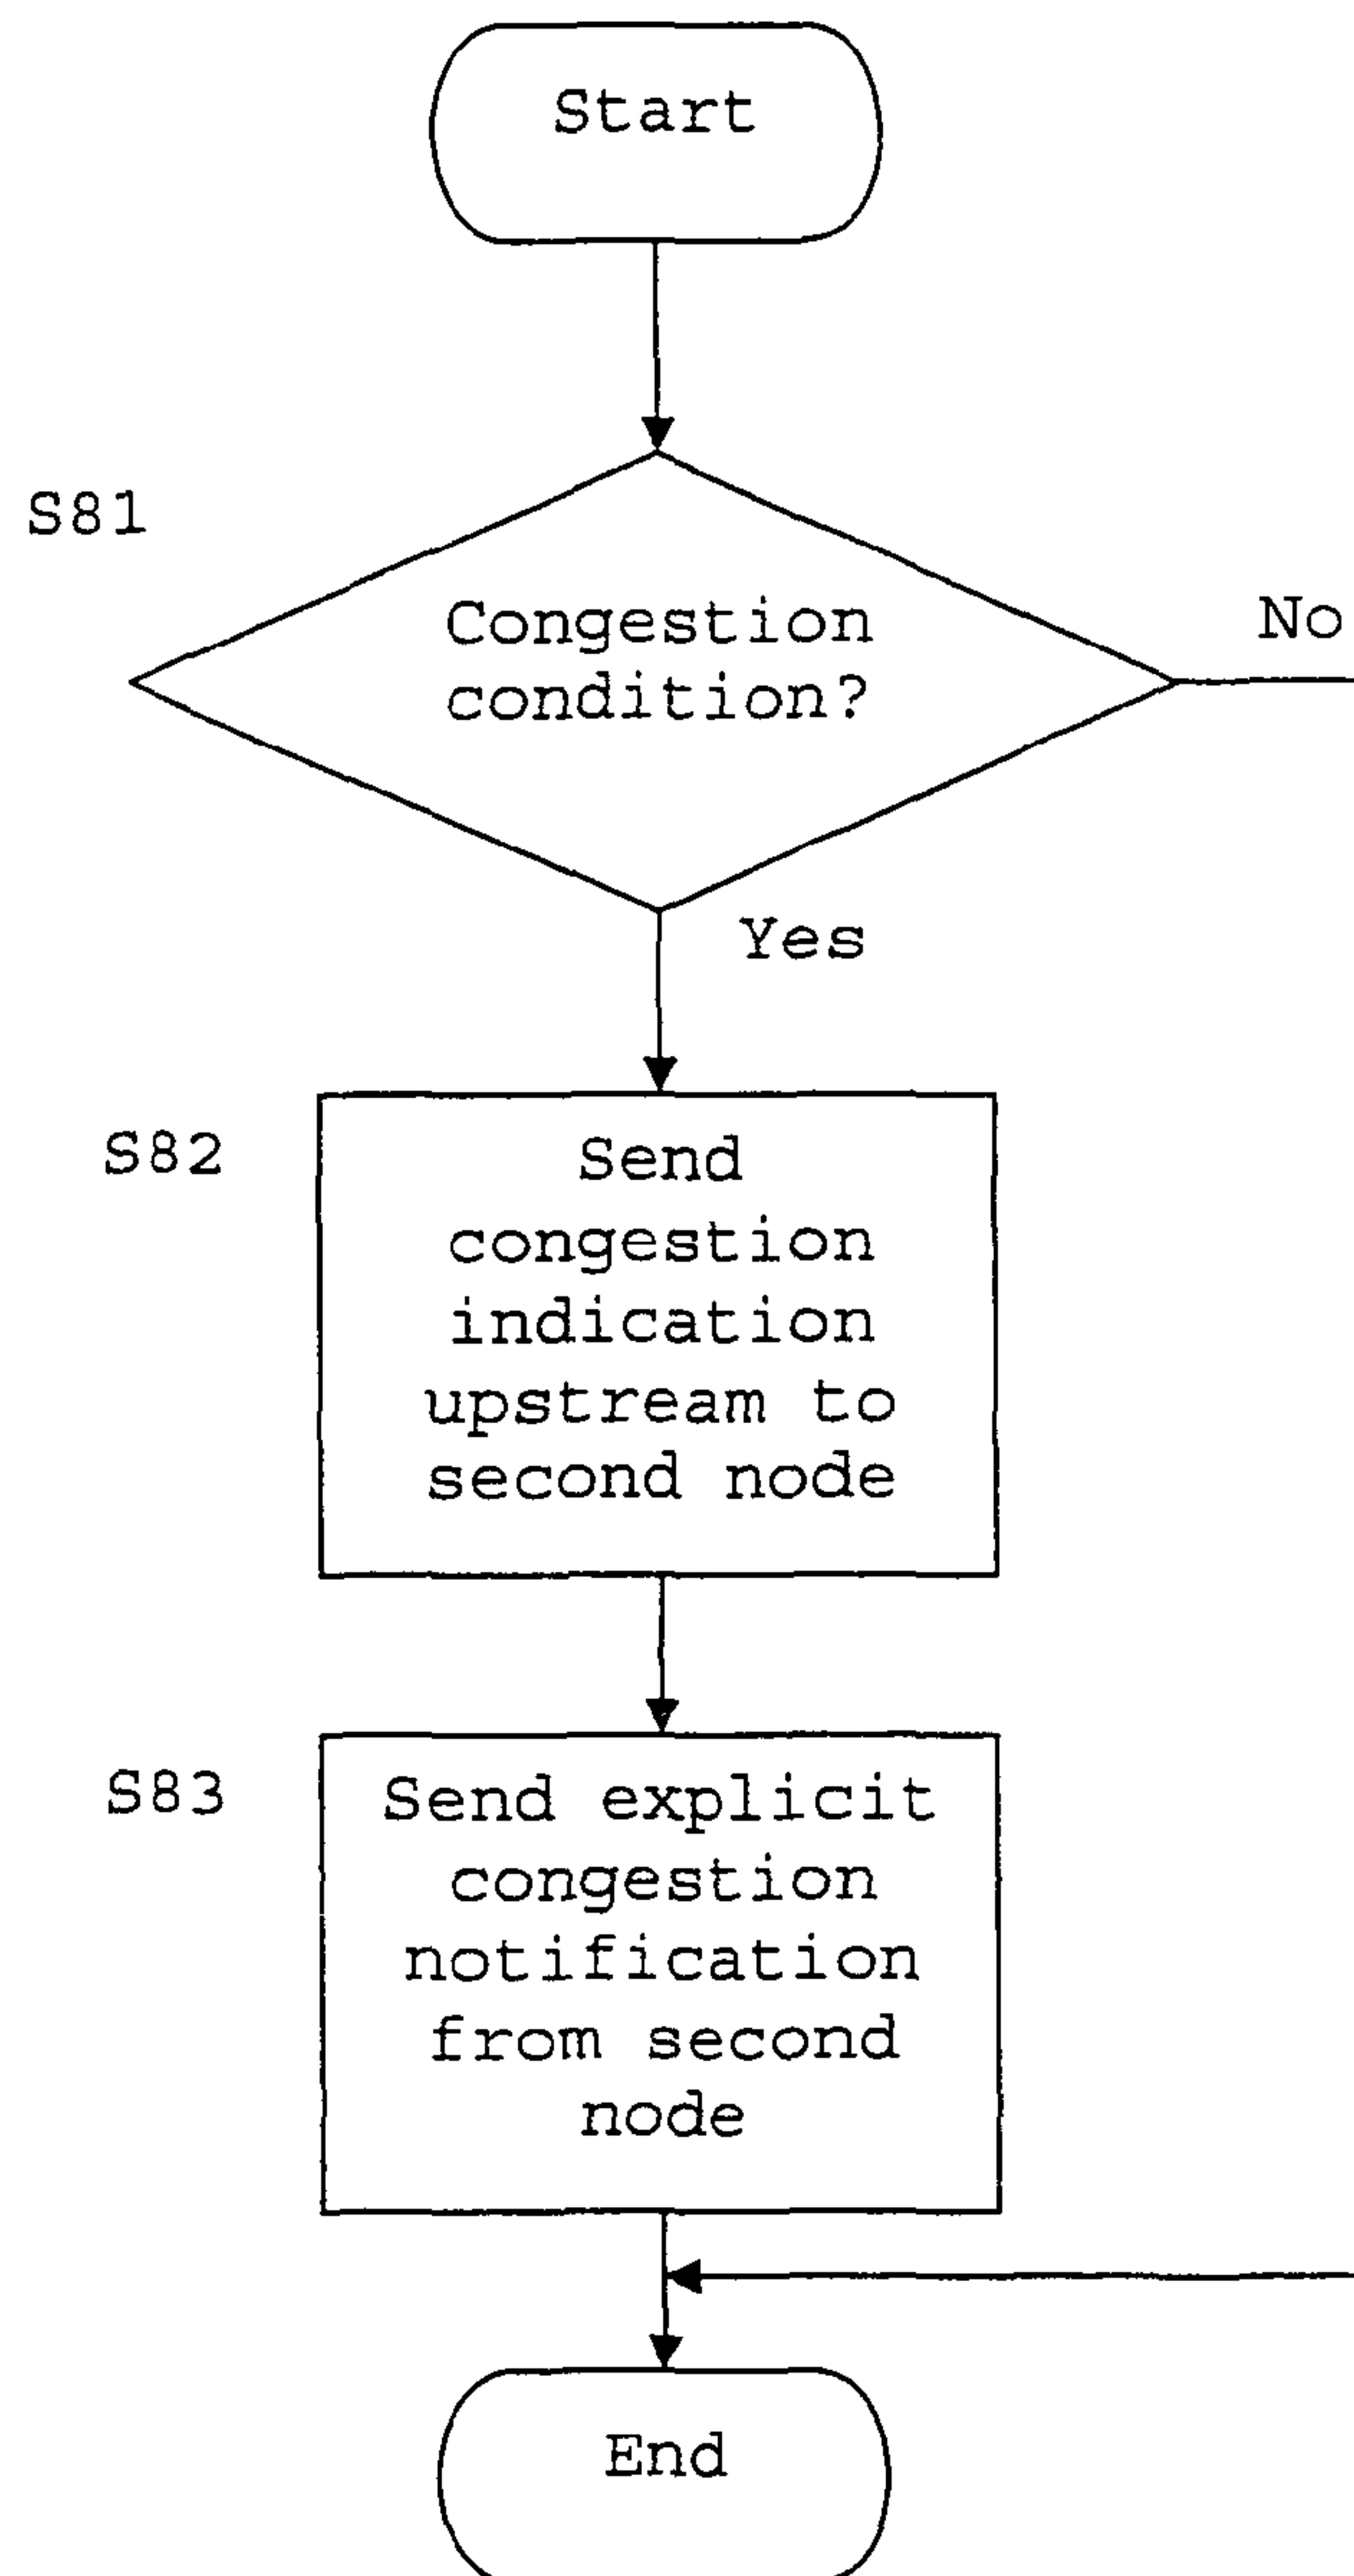 Start
S81
Congestion
condition?
No
Yes
S82
Send
congestion
indication
upstream to
second node
S83
Send explicit
congestion
notification
from second
node
End